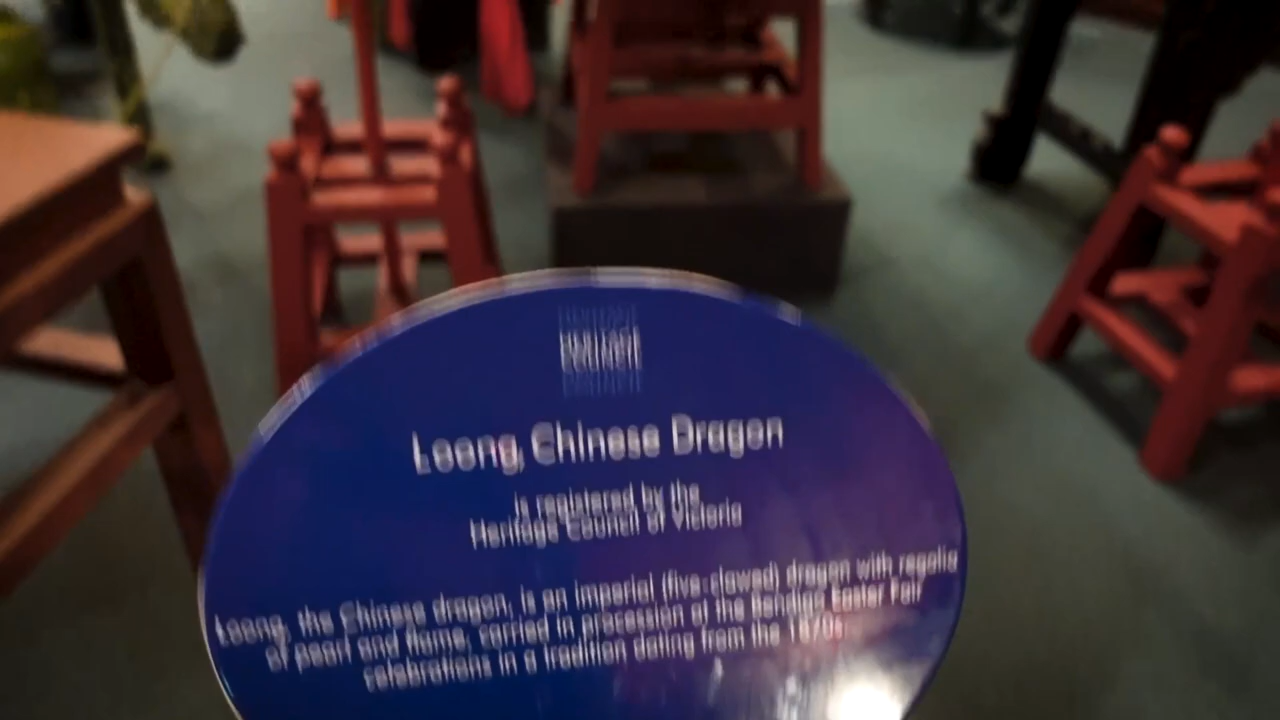 Loong, Chinese Dragon
is registered by the
Heritage Council of Victoria
Loong, the Chinese dragon, is an imperial (five-clawed) dragon with regalia
of pearl and flame, carried in procession at the Bendigo Easter Fair
celebrations in a tradition dating from the 1870s